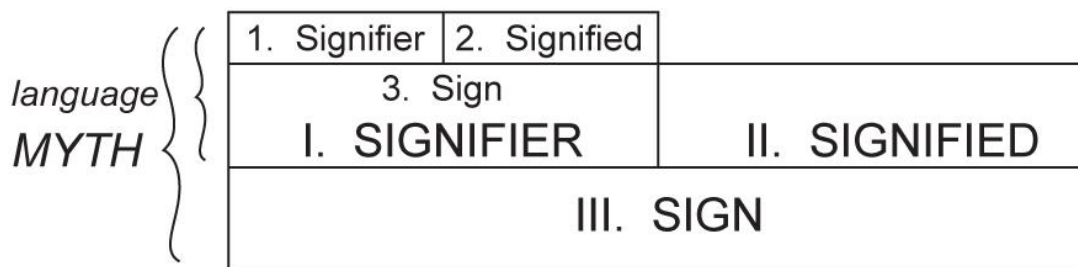 1. Signifier 2. Signified
language 3. Sign
MYTH I. SIGNIFIER II. SIGNIFIED
III. SIGN